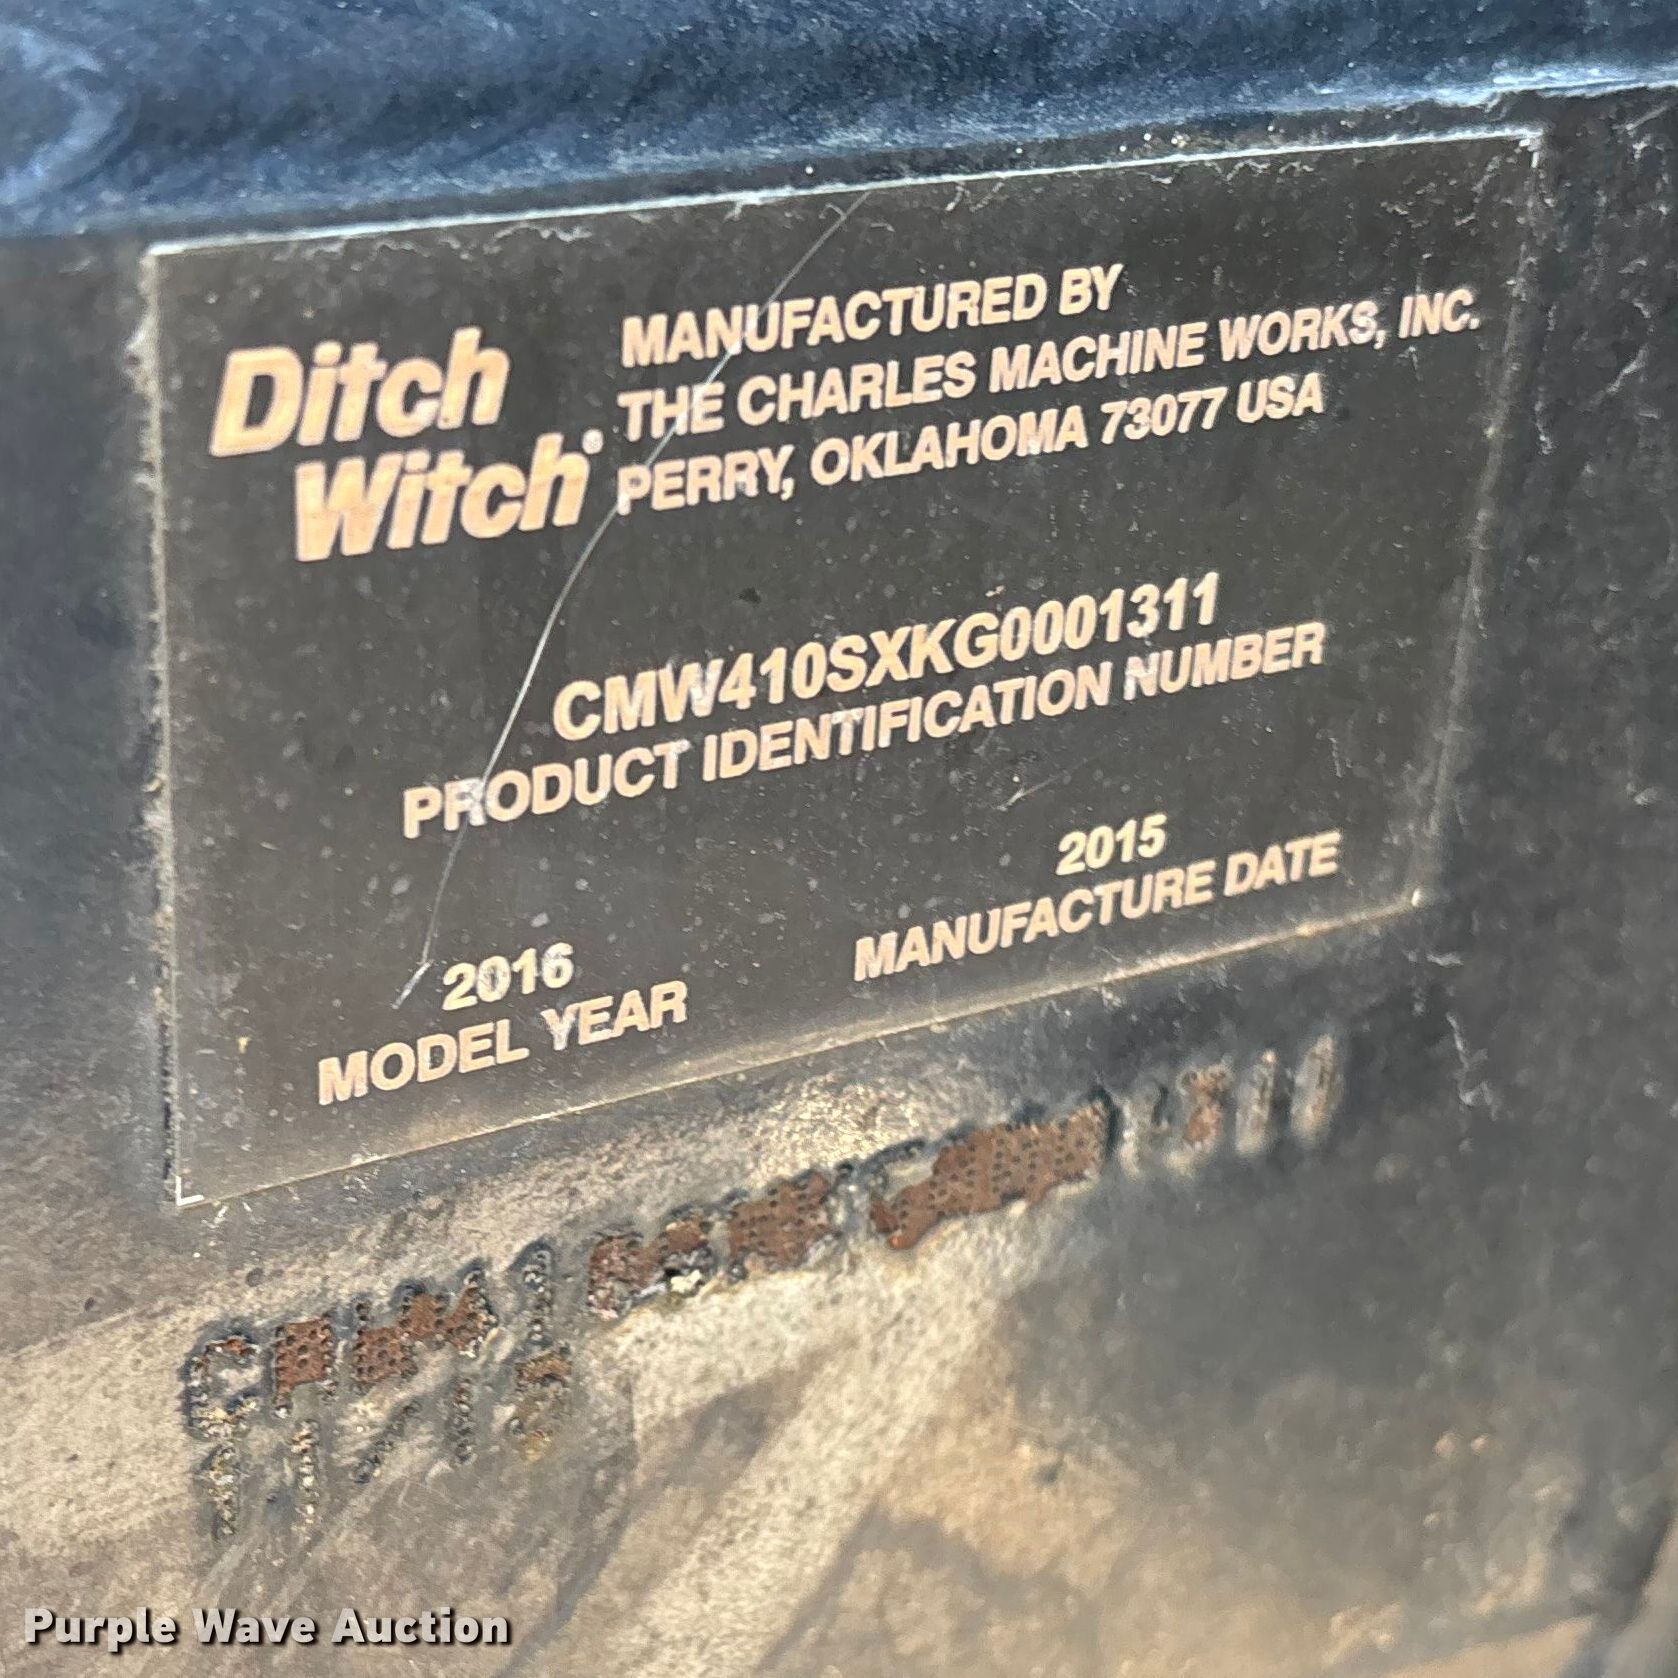 Ditch
Witch®
MANUFACTURED BY
THE CHARLES MACHINE WORKS, INC.
PERRY, OKLAHOMA 73077 USA
CMW410SXKG0001311
PRODUCT IDENTIFICATION NUMBER
2016
MODEL YEAR
2015
MANUFACTURE DATE
Purple Wave Auction